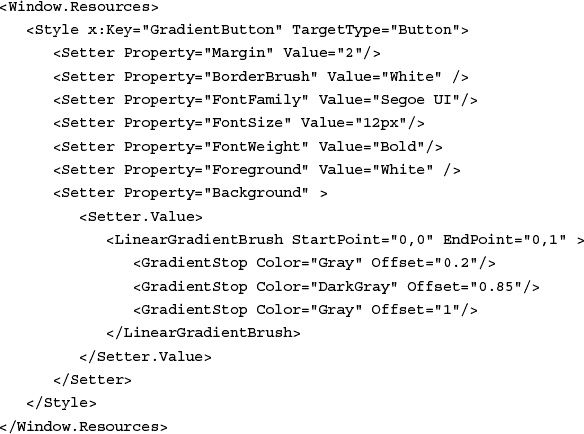 <Window.Resources>
<Style x:Key="GradientButton" TargetType="Button">
<Setter Property="Margin" Value="2"/>
<Setter Property="BorderBrush" Value="White" />
<Setter Property="FontFamily" Value="Segoe UI"/>
<Setter Property="FontSize" Value="12px"/>
<Setter Property="FontWeight" Value="Bold"/>
<Setter Property="Foreground" Value="White" />
<Setter Property="Background" >
<Setter.Value>
<LinearGradientBrush StartPoint="0,0" EndPoint="0,1" >
<GradientStop Color="Gray" Offset="0.2"/>
<GradientStop Color="DarkGray" Offset="0.85"/>
<GradientStop Color="Gray" Offset="1"/>
</LinearGradientBrush>
</Setter.Value>
</Setter>
</Style>
</Window.Resources>